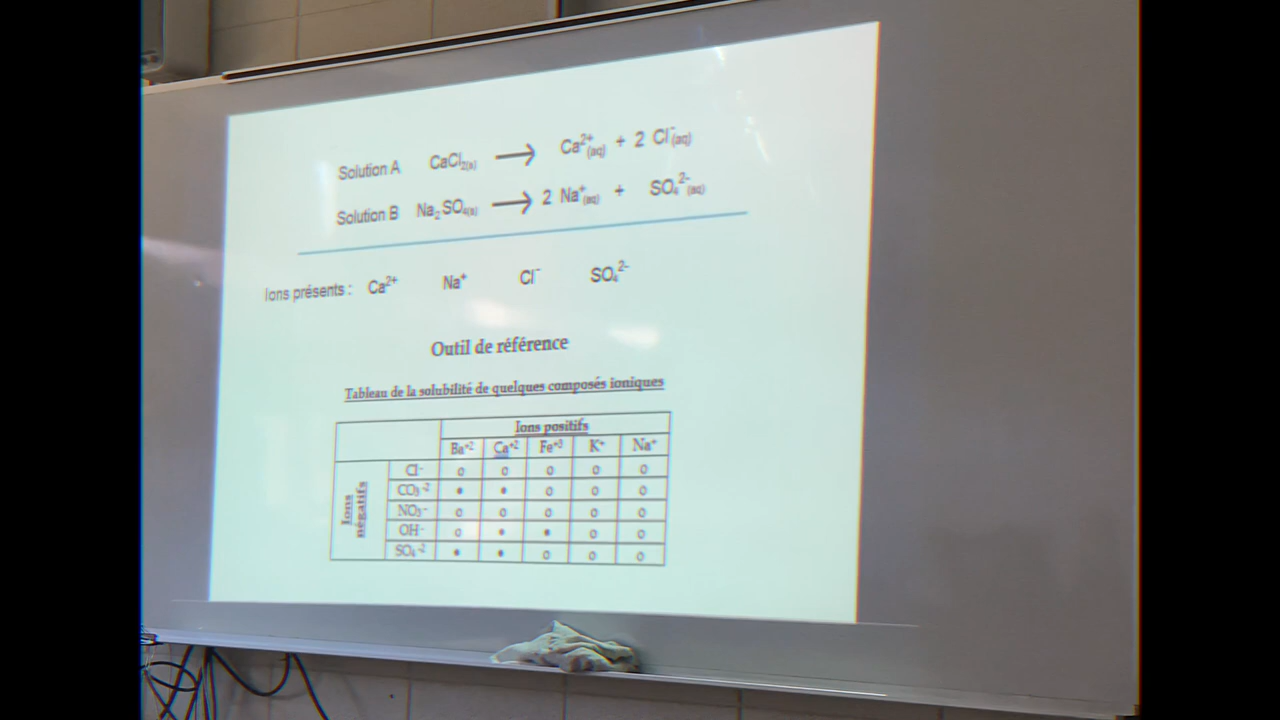 Solution A CaCl2(s) → Ca2+(aq) + 2 Cl-(aq)
Solution B Na2SO4(s) → 2 Na+(aq) + SO42-(aq)
Ions présents : Ca2+ Na+ Cl- SO42-
Outil de référence
Tableau de la solubilité de quelques composés ioniques
Ions positifs
Ba+2 Ca+2 Fe+3 K+ Na+
Ions négatifs
Cl- o o o o o
CO3-2 • • o o o
NO3- o o o o o
OH- o • • o o
SO4-2 • • o o o